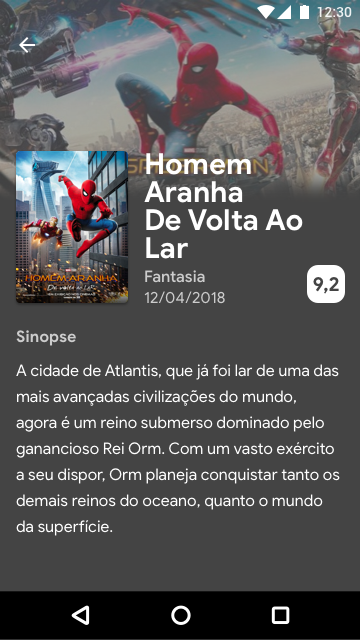 12:30
Homem
Aranha
De Volta Ao
Lar
HOMEM-ARANHA
De volta ao Lar
Fantasia
12/04/2018
9,2
Sinopse
A cidade de Atlantis, que já foi lar de uma das
mais avançadas civilizações do mundo,
agora é um reino submerso dominado pelo
ganancioso Rei Orm. Com um vasto exército
a seu dispor, Orm planeja conquistar tanto os
demais reinos do oceano, quanto o mundo
da superfície.